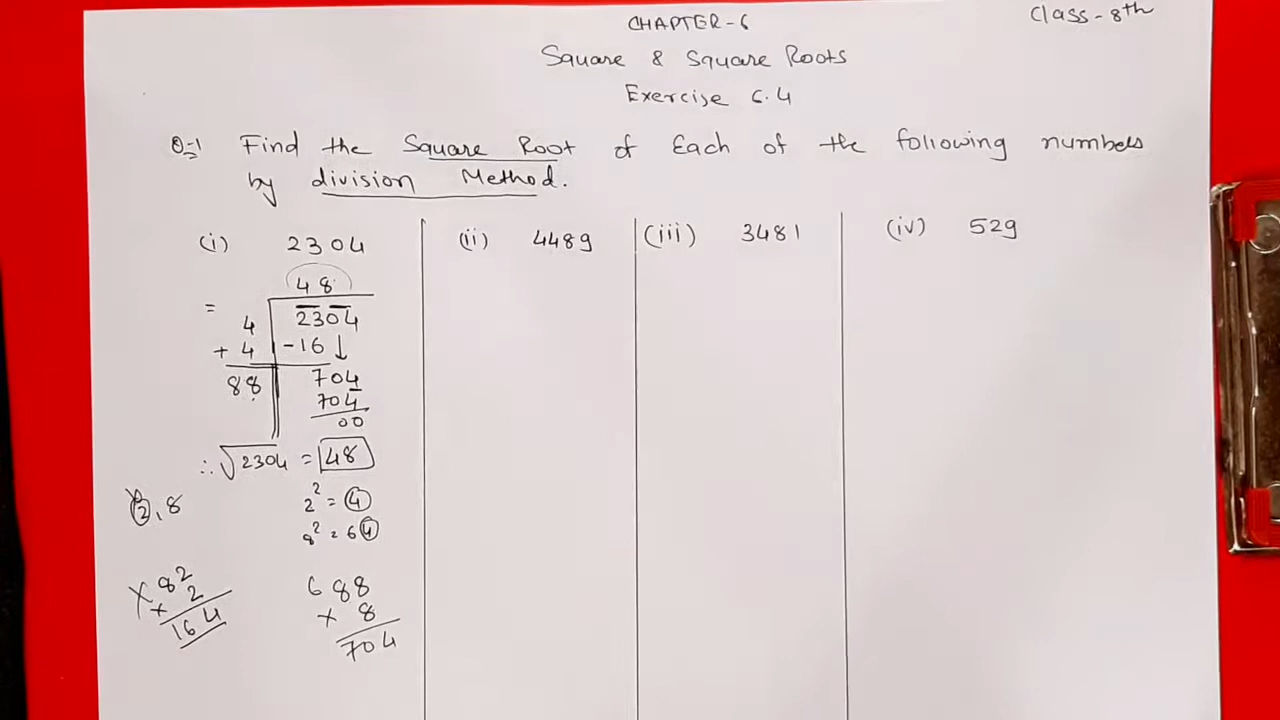 CHAPTER-6
Class-8th
Square & Square Roots
Exercise 6.4
Q-1 Find the Square Root of Each of the following numbers
by division Method.
(i) 2304
(ii) 4489
(iii) 3481
(iv) 529
48
= 4 2304
+ 4 -16 ↓
88 704
704
00
∴ √2304 = 48
2, 8
2² = 4
8² = 64
82
× 2
164
6 88
× 8
704